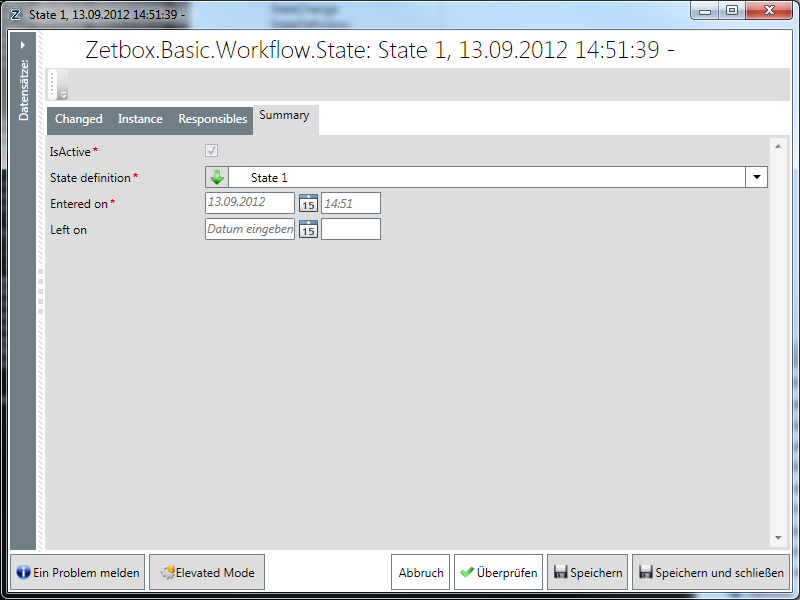 State 1, 13.09.2012 14:51:39 -
Zetbox.Basic.Workflow.State: State 1, 13.09.2012 14:51:39 -
Datensätze:
Changed Instance Responsibles Summary
IsActive *
State definition * State 1
Entered on * 13.09.2012 15 14:51
Left on Datum eingeben 15
Ein Problem melden Elevated Mode Abbruch Überprüfen Speichern Speichern und schließen